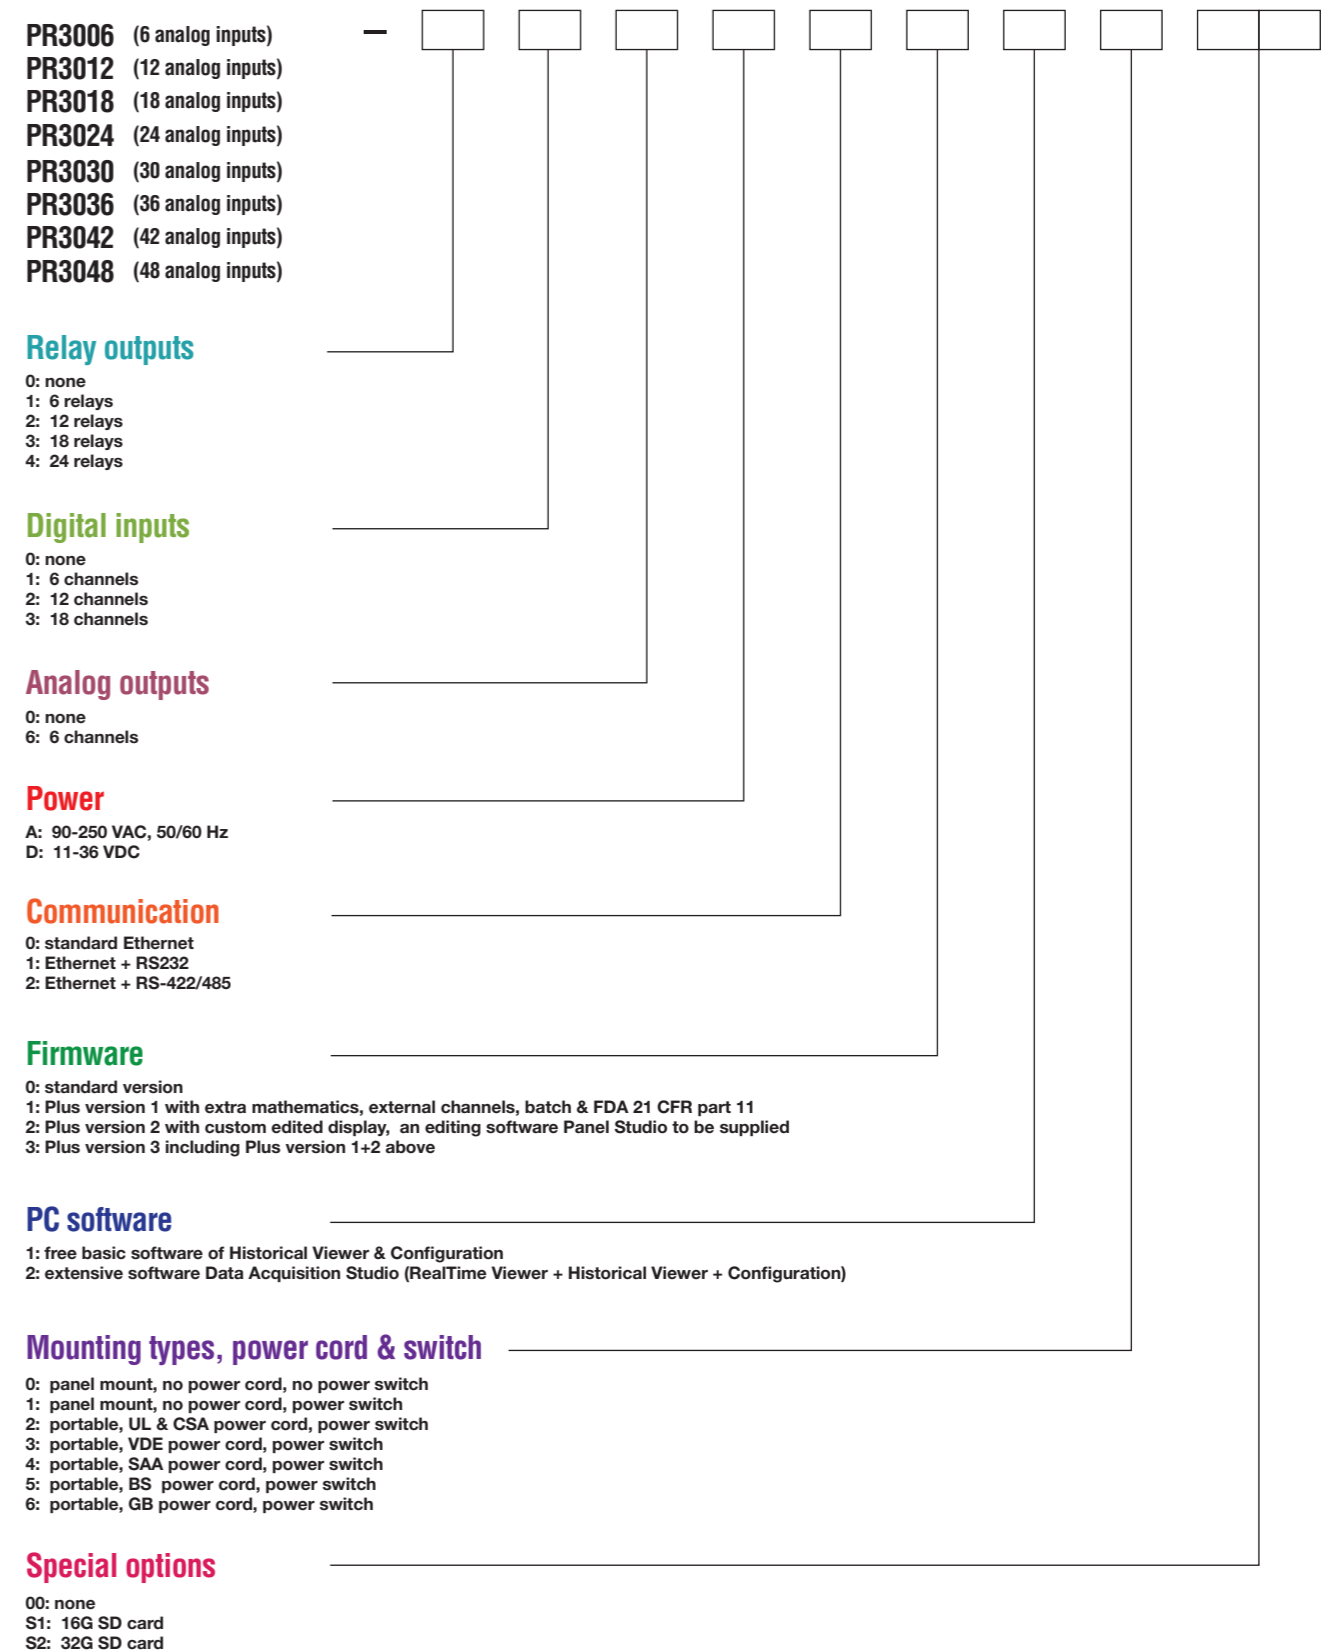 PR3006 (6 analog inputs) –
PR3012 (12 analog inputs)
PR3018 (18 analog inputs)
PR3024 (24 analog inputs)
PR3030 (30 analog inputs)
PR3036 (36 analog inputs)
PR3042 (42 analog inputs)
PR3048 (48 analog inputs)
Relay outputs
0: none
1: 6 relays
2: 12 relays
3: 18 relays
4: 24 relays
Digital inputs
0: none
1: 6 channels
2: 12 channels
3: 18 channels
Analog outputs
0: none
6: 6 channels
Power
A: 90-250 VAC, 50/60 Hz
D: 11-36 VDC
Communication
0: standard Ethernet
1: Ethernet + RS232
2: Ethernet + RS-422/485
Firmware
0: standard version
1: Plus version 1 with extra mathematics, external channels, batch & FDA 21 CFR part 11
2: Plus version 2 with custom edited display, an editing software Panel Studio to be supplied
3: Plus version 3 including Plus version 1+2 above
PC software
1: free basic software of Historical Viewer & Configuration
2: extensive software Data Acquisition Studio (RealTime Viewer + Historical Viewer + Configuration)
Mounting types, power cord & switch
0: panel mount, no power cord, no power switch
1: panel mount, no power cord, power switch
2: portable, UL & CSA power cord, power switch
3: portable, VDE power cord, power switch
4: portable, SAA power cord, power switch
5: portable, BS power cord, power switch
6: portable, GB power cord, power switch
Special options
00: none
S1: 16G SD card
S2: 32G SD card